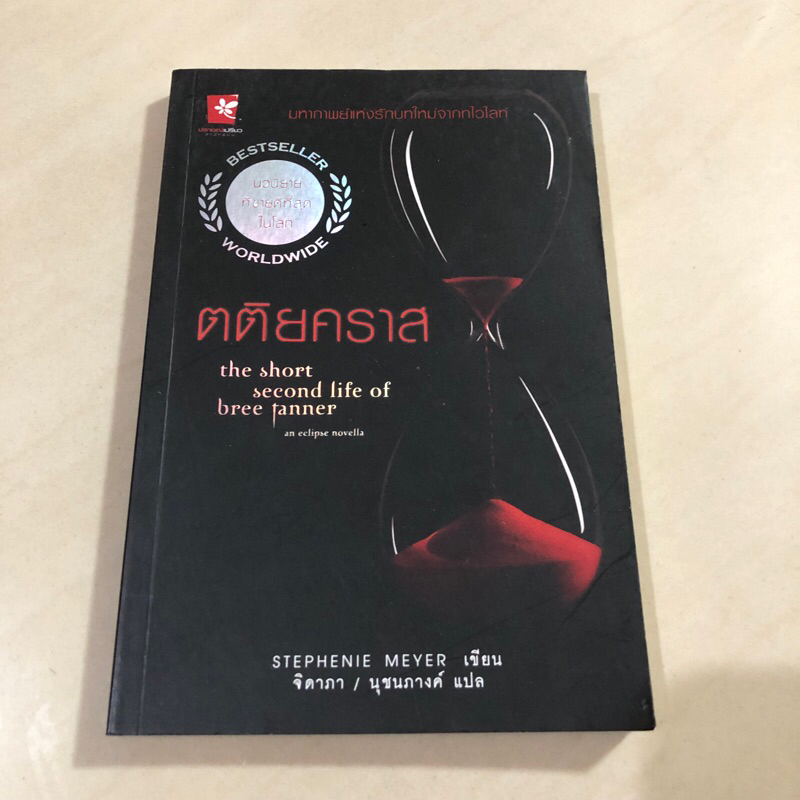 มหากาพย์แห่งรักบทใหม่จากทไวไลท์
BESTSELLER
นวนิยาย
ที่ขายดีที่สุด
ในโลก
WORLDWIDE
ตติยคราส
the short
second life of
bree tanner
an eclipse novella
STEPHENIE MEYER เขียน
จิดาภา / นุชนภางค์ แปล